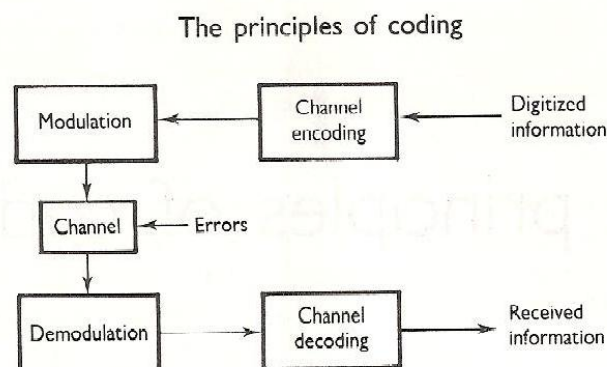 The principles of coding
Digitized
information
Channel
encoding
Modulation
Channel
Errors
Demodulation
Channel
decoding
Received
information